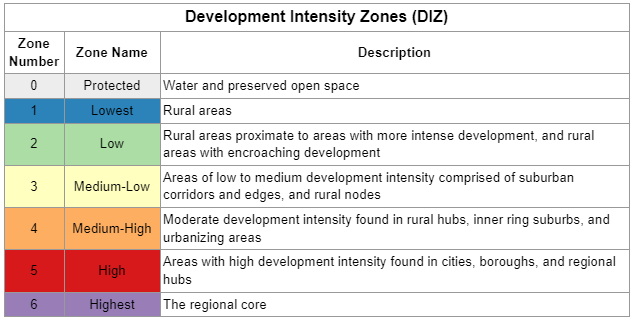 Development Intensity Zones (DIZ)
Zone
Number
Zone Name
Description
0
Protected
Water and preserved open space
1
Lowest
Rural areas
2
Low
Rural areas proximate to areas with more intense development, and rural
areas with encroaching development
3
Medium-Low
Areas of low to medium development intensity comprised of suburban
corridors and edges, and rural nodes
4
Medium-High
Moderate development intensity found in rural hubs, inner ring suburbs, and
urbanizing areas
5
High
Areas with high development intensity found in cities, boroughs, and regional
hubs
6
Highest
The regional core